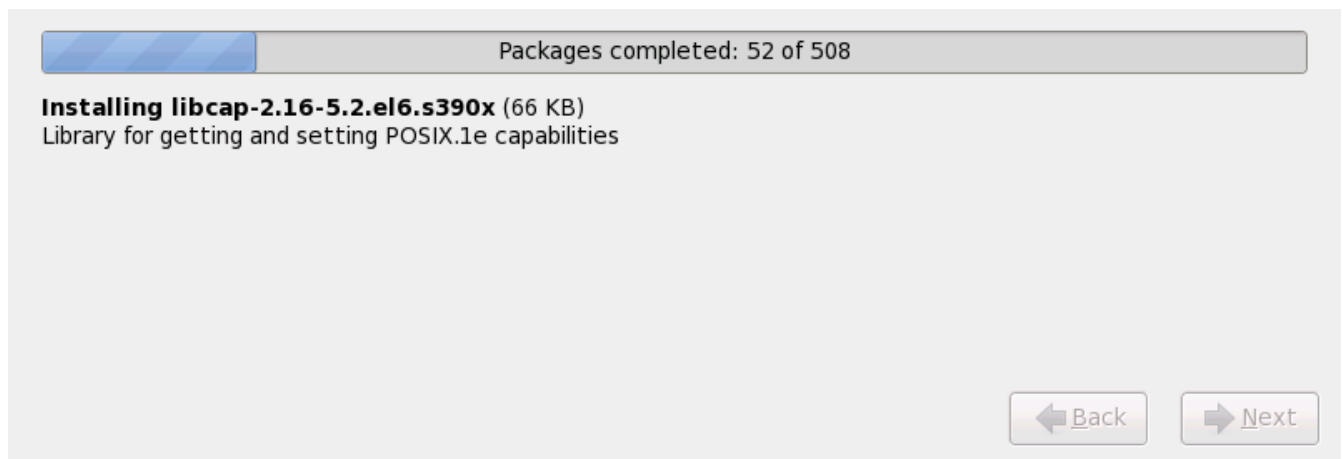 Packages completed: 52 of 508
Installing libcap-2.16-5.2.el6.s390x (66 KB)
Library for getting and setting POSIX.1e capabilities
Back
Next